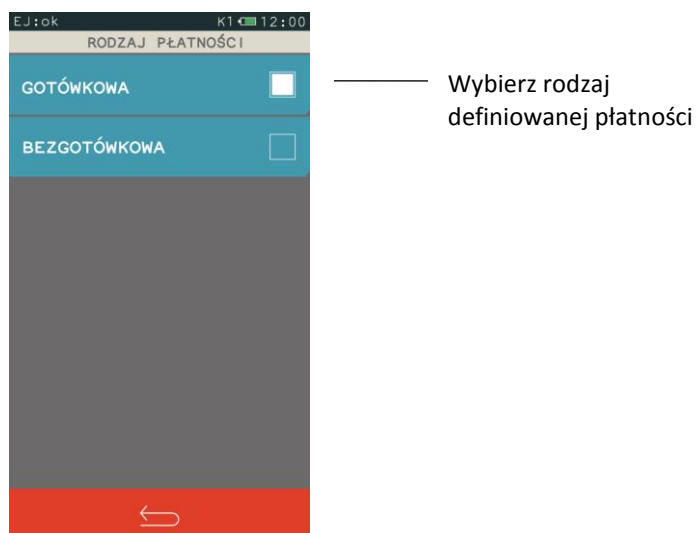 EJ:ok K1 12:00
RODZAJ PŁATNOŚCI
GOTÓWKOWA
BEZGOTÓWKOWA
Wybierz rodzaj
definiowanej płatności